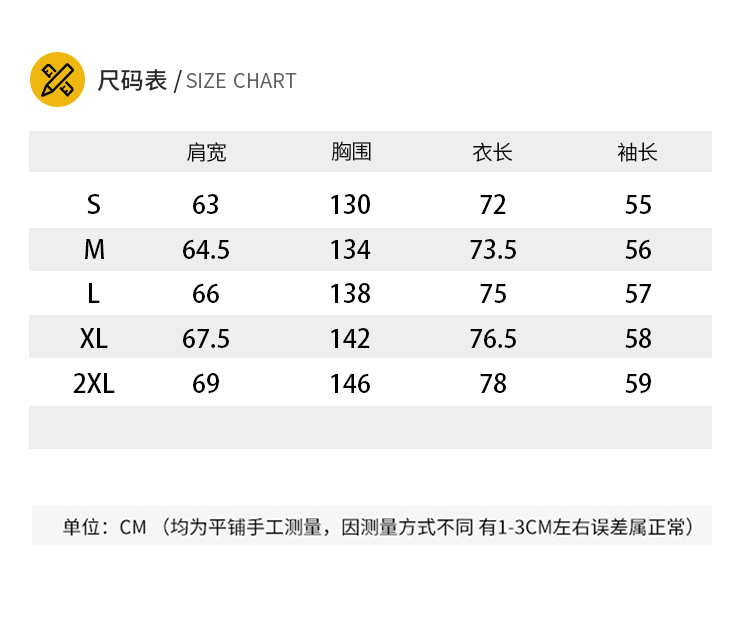 尺码表 / SIZE CHART
肩宽 胸围 衣长 袖长
S 63 130 72 55
M 64.5 134 73.5 56
L 66 138 75 57
XL 67.5 142 76.5 58
2XL 69 146 78 59
单位：CM （均为平铺手工测量，因测量方式不同 有1-3CM左右误差属正常）